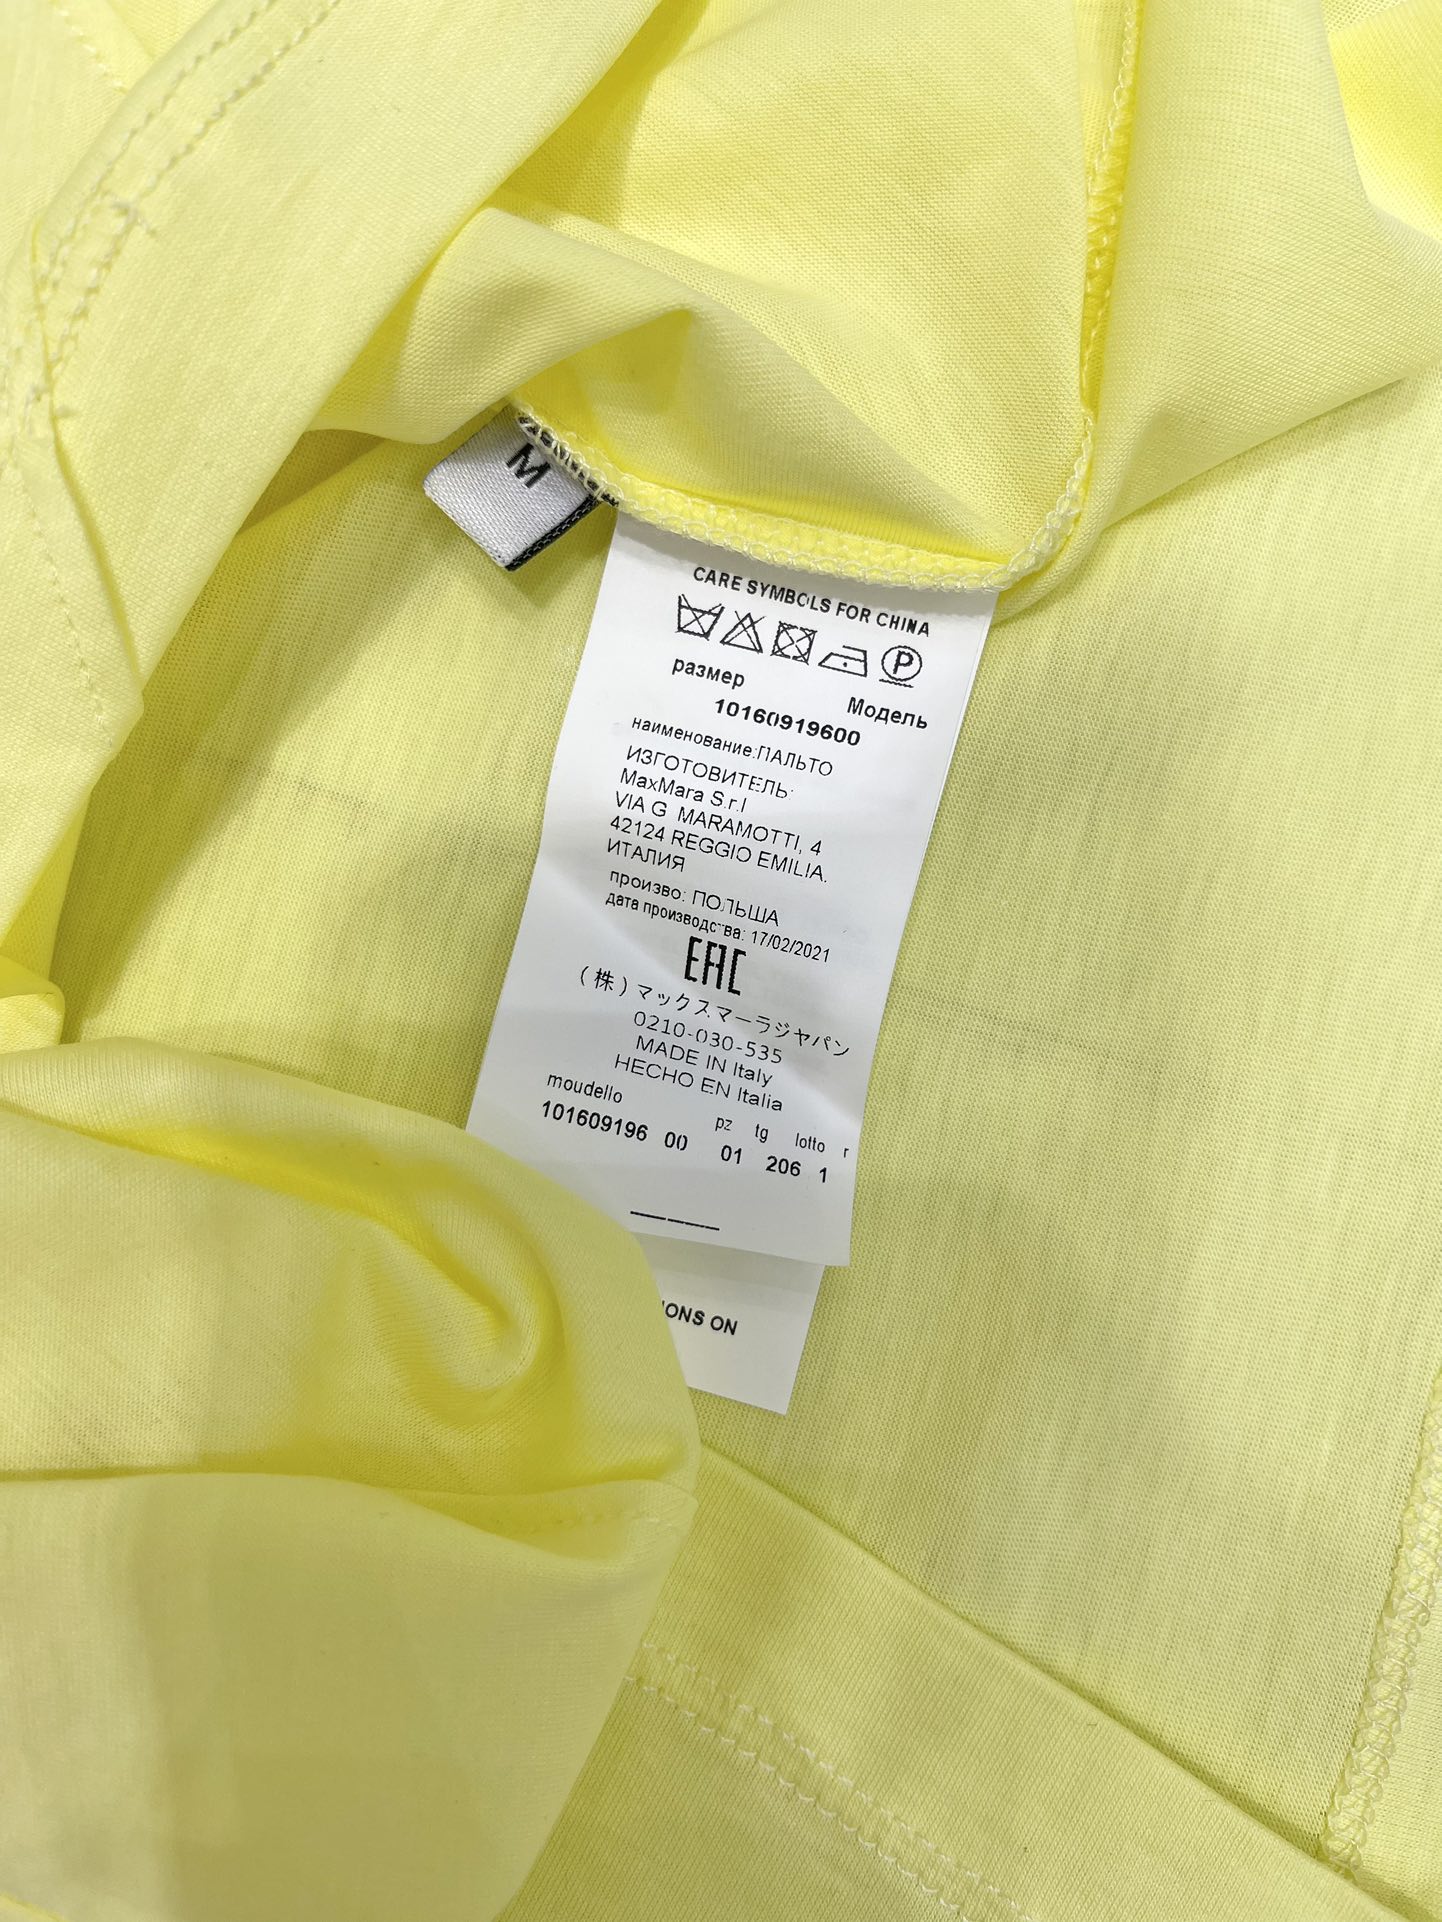 M
CARE SYMBOLS FOR CHINA
P
размер Модель
10160919600
наименование:ПАЛЬТО
ИЗГОТОВИТЕЛЬ:
MaxMara S.r.l
VIA G MARAMOTTI, 4
42124 REGGIO EMILIA.
ИТАЛИЯ
произво: ПОЛЬША
дата производства: 17/02/2021
EAC
(株)マックスマーラジャパン
0210-030-535
MADE IN Italy
HECHO EN Italia
moudello pz tg lotto r
101609196 00 01 206 1
IONS ON